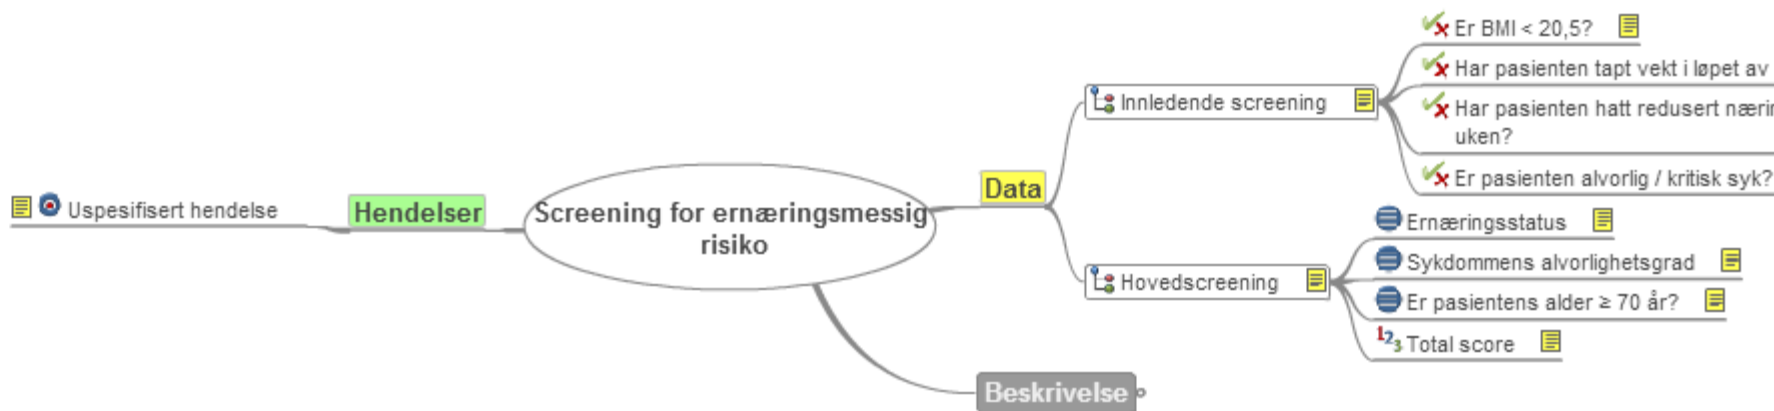 Er BMI < 20,5?
Har pasienten tapt vekt i løpet av
Innledende screening
Har pasienten hatt redusert
uken?
Er pasienten alvorlig / kritisk syk?
Data
Uspesifisert hendelse
Hendelser
Screening for ernæringsmessig
risiko
Ernæringsstatus
Sykdommens alvorlighetsgrad
Hovedscreening
Er pasientens alder ≥ 70 år?
123 Total score
Beskrivelse